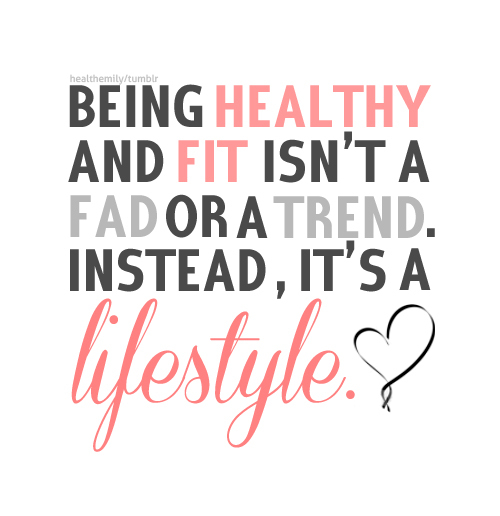 healthemily/tumblr
BEING HEALTHY
AND FIT ISN'T A
FAD OR A TREND.
INSTEAD, IT'S A
lifestyle.